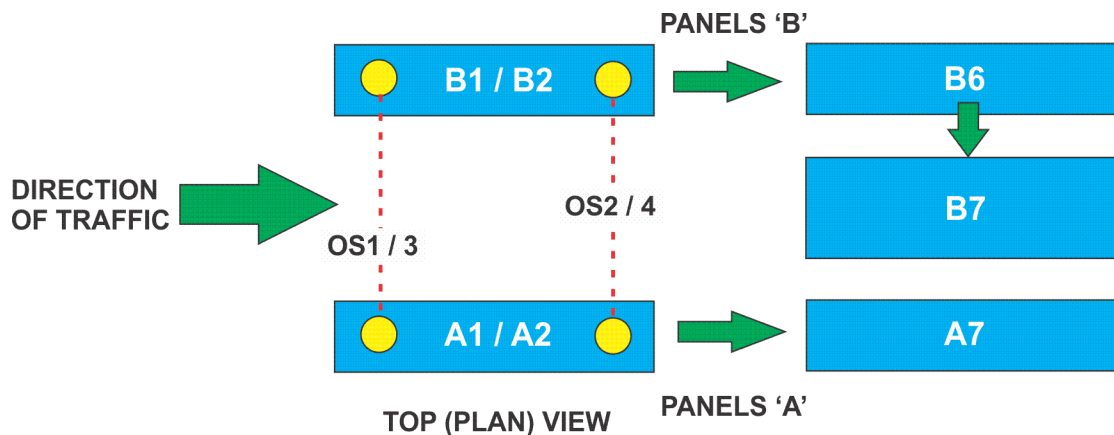 PANELS ‘B’
B1 / B2
B6
DIRECTION
OF TRAFFIC
OS2 / 4
B7
OS1 / 3
A1 / A2
A7
PANELS ‘A’
TOP (PLAN) VIEW